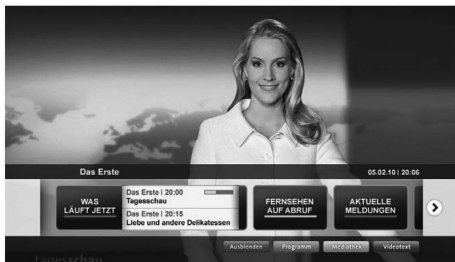 Das Erste
05.02.10 | 20:06
WAS
LÄUFT JETZT
Das Erste | 20:00
Tagesschau
Das Erste | 20:15
Liebe und andere Delikatessen
FERNSEHEN
AUF ABRUF
AKTUELLE
MELDUNGEN
Ausblenden
Programm
Mediathek
Videotext
tagesschau